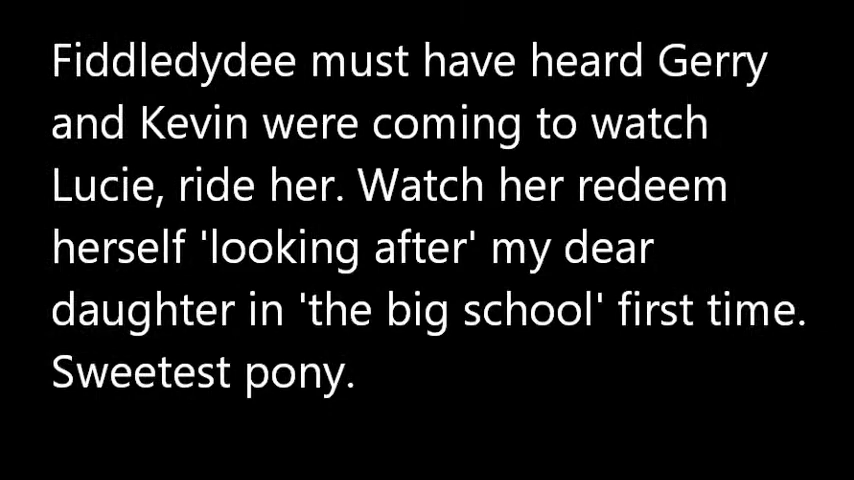 Fiddledydee must have heard Gerry
and Kevin were coming to watch
Lucie, ride her. Watch her redeem
herself 'looking after' my dear
daughter in 'the big school' first time.
Sweetest pony.